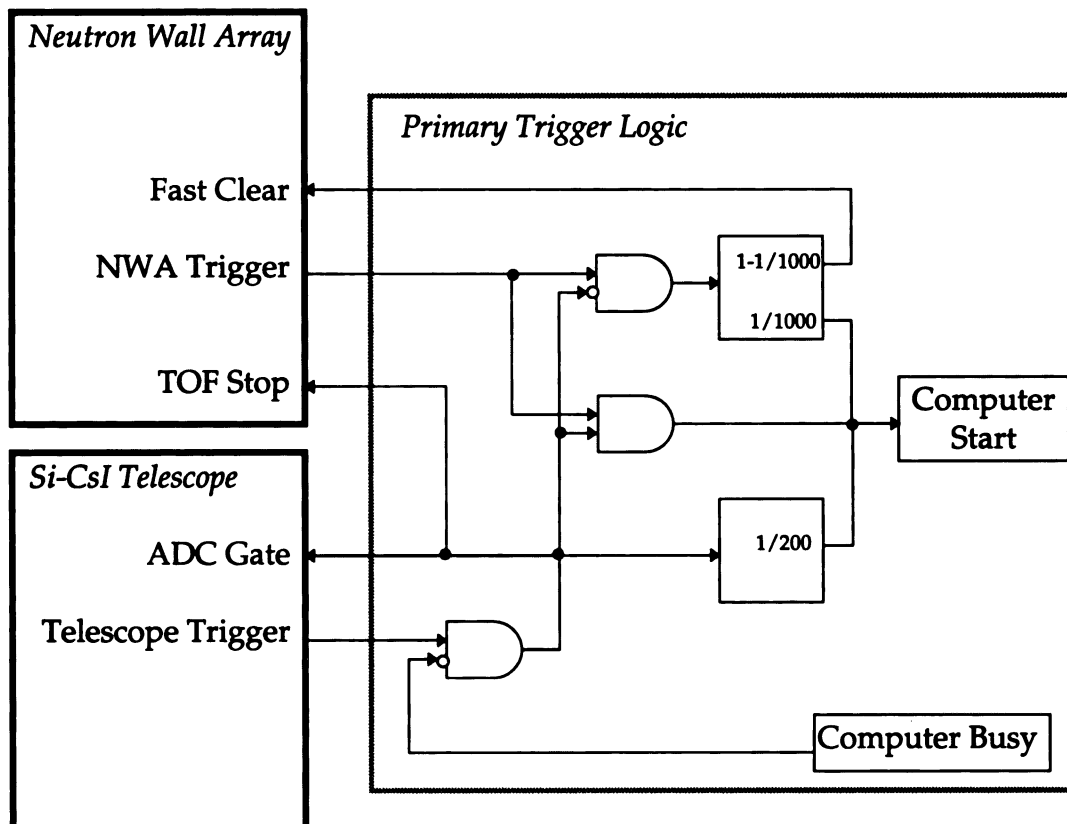 Neutron Wall Array
Primary Trigger Logic
Fast Clear
NWA Trigger
TOF Stop
1-1/1000
1/1000
Computer
Start
Si-CsI Telescope
ADC Gate
Telescope Trigger
1/200
Computer Busy